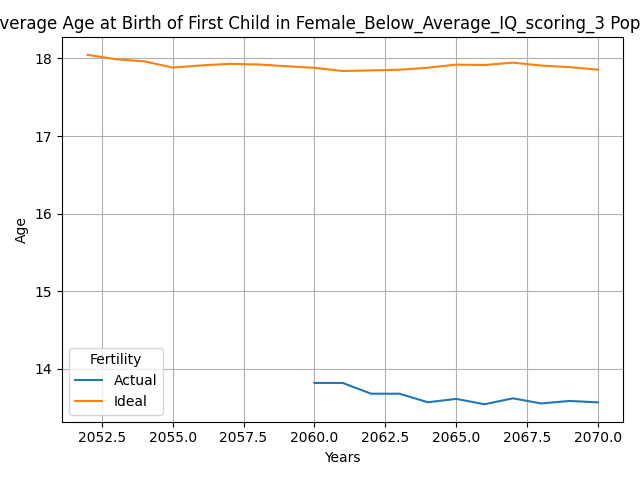 verage Age at Birth of First Child in Female_Below_Average_IQ_scoring_3 Pop
18
17
16
15
14
Age
Fertility
Actual
Ideal
2052.5 2055.0 2057.5 2060.0 2062.5 2065.0 2067.5 2070.0
Years